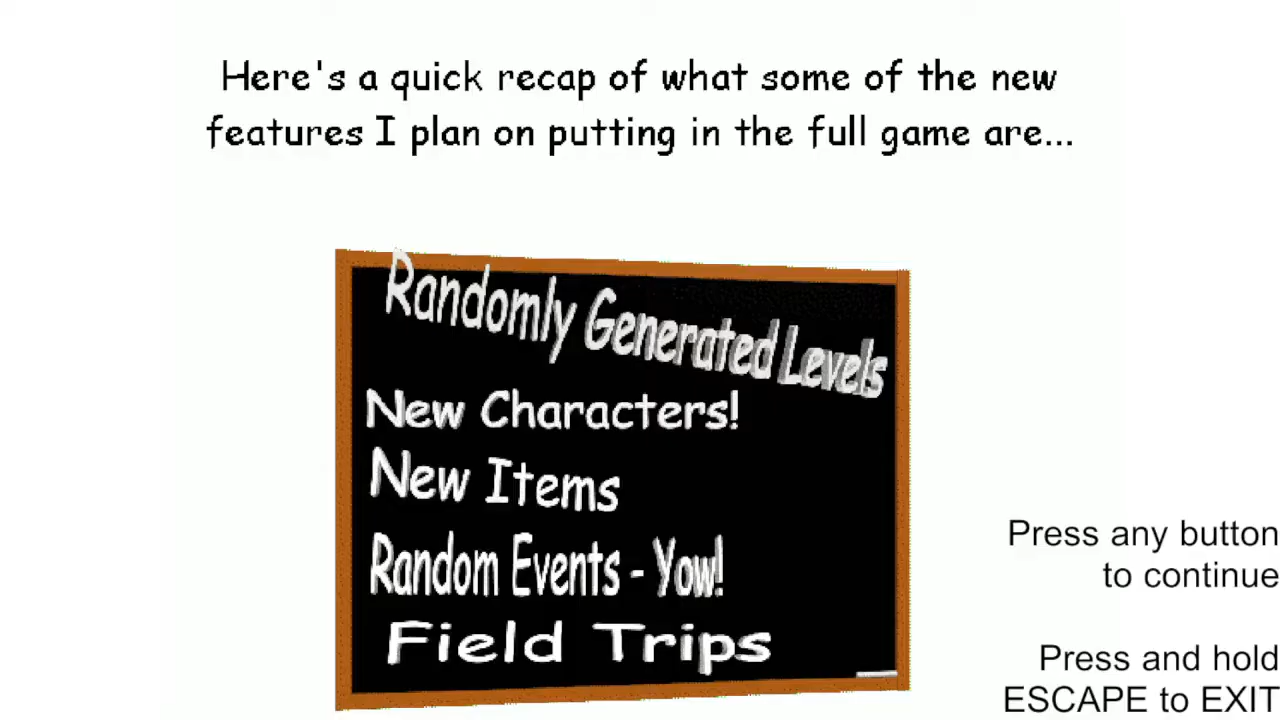 Here's a quick recap of what some of the new
features I plan on putting in the full game are...
Randomly Generated Levels
New Characters!
New Items
Random Events - Yow!
Field Trips
Press any button
to continue
Press and hold
ESCAPE to EXIT